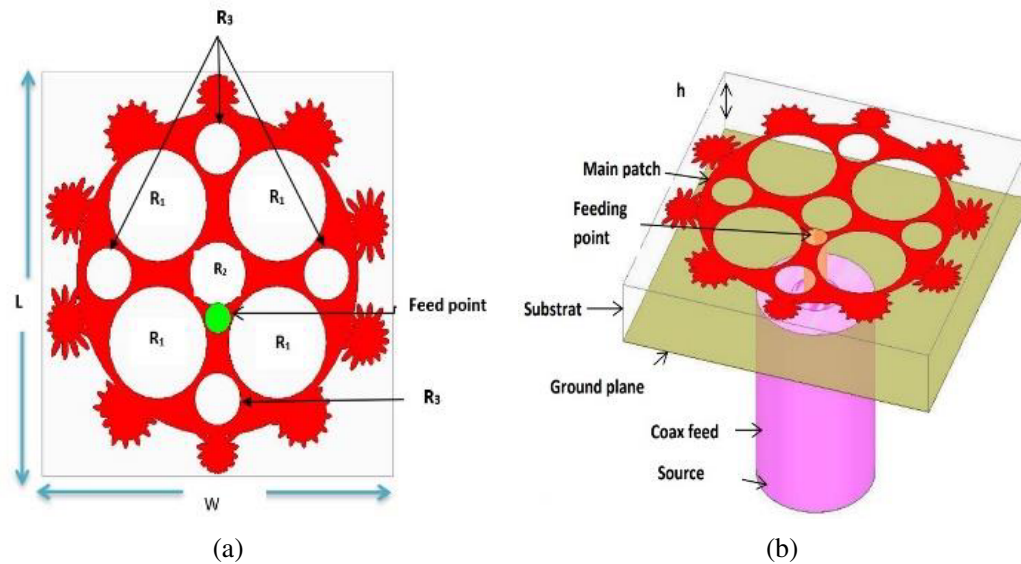 R₃
R₁
R₁
R₂
Feed point
L
R₁
R₁
R₃
W
(a)
h
Main patch
Feeding
point
Substrat
Ground plane
Coax feed
Source
(b)